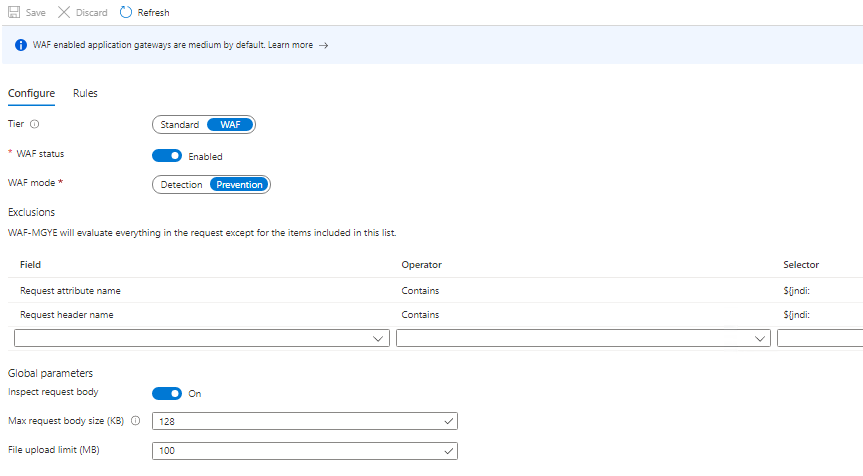 Save Discard Refresh
WAF enabled application gateways are medium by default. Learn more →
Configure Rules
Tier Standard WAF
* WAF status Enabled
WAF mode * Detection Prevention
Exclusions
WAF-MGYE will evaluate everything in the request except for the items included in this list.
Field Operator Selector
Request attribute name Contains ${jndi:
Request header name Contains ${jndi:
Global parameters
Inspect request body On
Max request body size (KB) 128
File upload limit (MB) 100